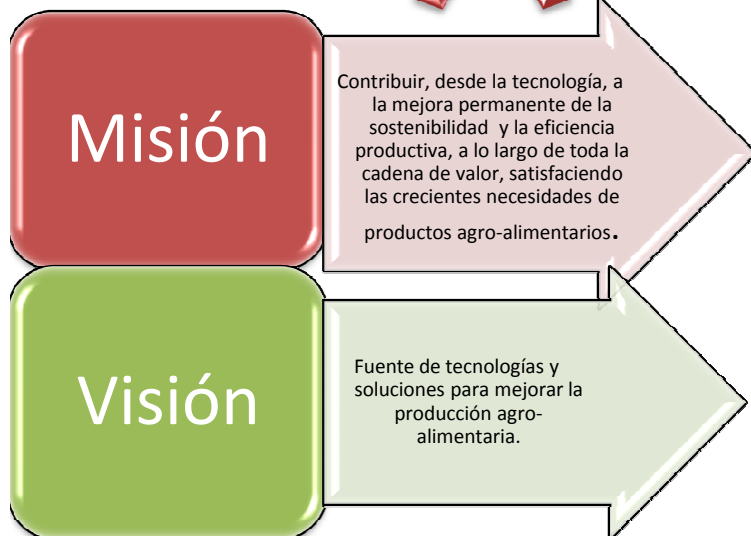 Misión
Contribuir, desde la tecnología, a
la mejora permanente de la
sostenibilidad y la eficiencia
productiva, a lo largo de toda la
cadena de valor, satisfaciendo
las crecientes necesidades de
productos agro-alimentarios.
Visión
Fuente de tecnologías y
soluciones para mejorar la
producción agro-
alimentaria.